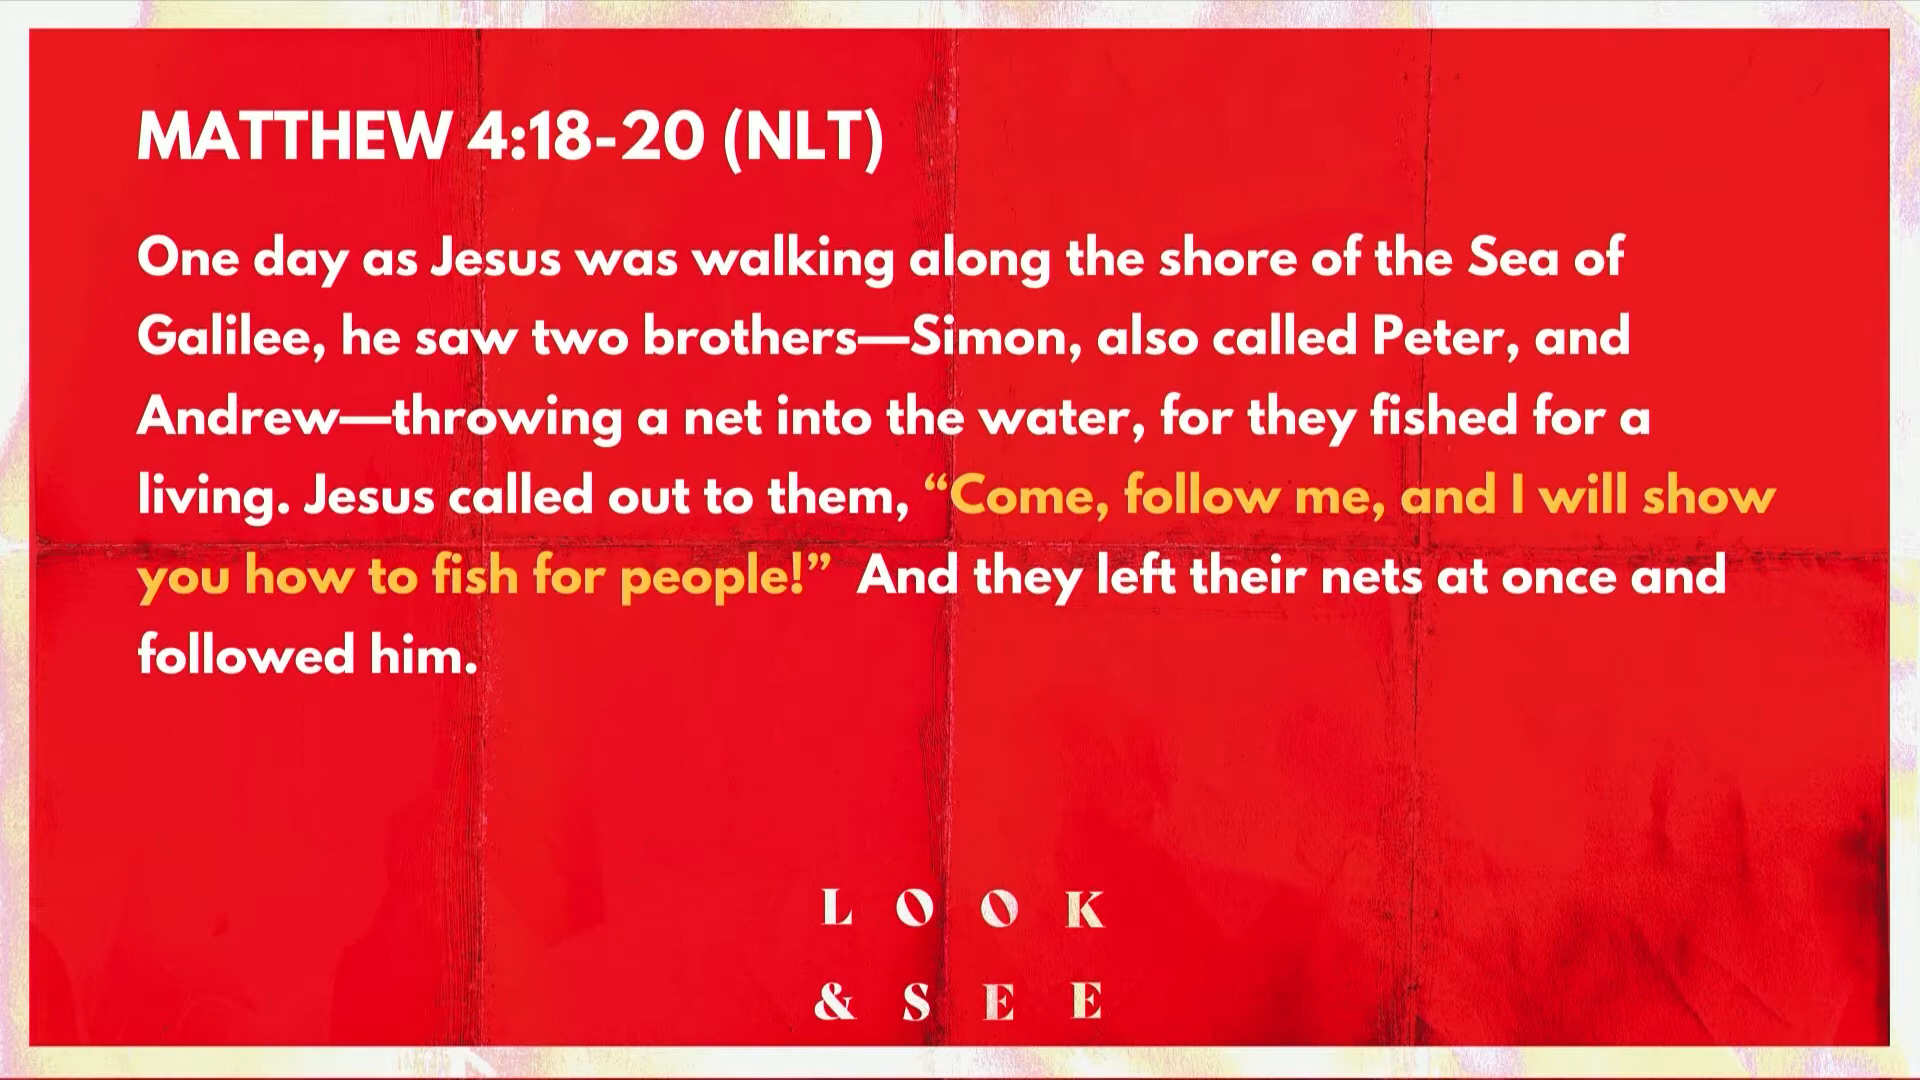 MATTHEW 4:18-20 (NLT)
One day as Jesus was walking along the shore of the Sea of
Galilee, he saw two brothers—Simon, also called Peter, and
Andrew—throwing a net into the water, for they fished for a
living. Jesus called out to them, “Come, follow me, and I will show
you how to fish for people!” And they left their nets at once and
followed him.
LOOK
& SEE